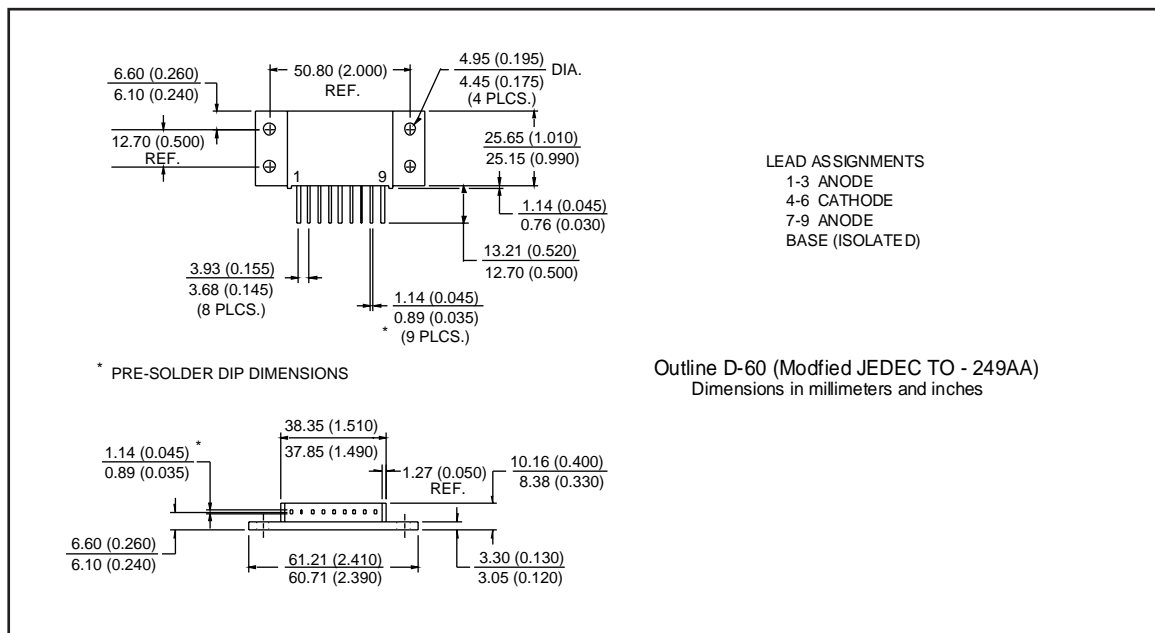 6.60 (0.260)
6.10 (0.240)
50.80 (2.000)
REF.
4.95 (0.195)
4.45 (0.175)
DIA.
(4 PLCS.)
12.70 (0.500)
REF.
25.65 (1.010)
25.15 (0.990)
1 9
1.14 (0.045)
0.76 (0.030)
13.21 (0.520)
12.70 (0.500)
3.93 (0.155)
3.68 (0.145)
(8 PLCS.)
1.14 (0.045)
0.89 (0.035)
* (9 PLCS.)
LEAD ASSIGNMENTS
1-3 ANODE
4-6 CATHODE
7-9 ANODE
BASE (ISOLATED)
* PRE-SOLDER DIP DIMENSIONS
Outline D-60 (Modfied JEDEC TO - 249AA)
Dimensions in millimeters and inches
38.35 (1.510)
37.85 (1.490)
1.14 (0.045) *
0.89 (0.035)
1.27 (0.050)
REF.
10.16 (0.400)
8.38 (0.330)
6.60 (0.260)
6.10 (0.240)
61.21 (2.410)
60.71 (2.390)
3.30 (0.130)
3.05 (0.120)